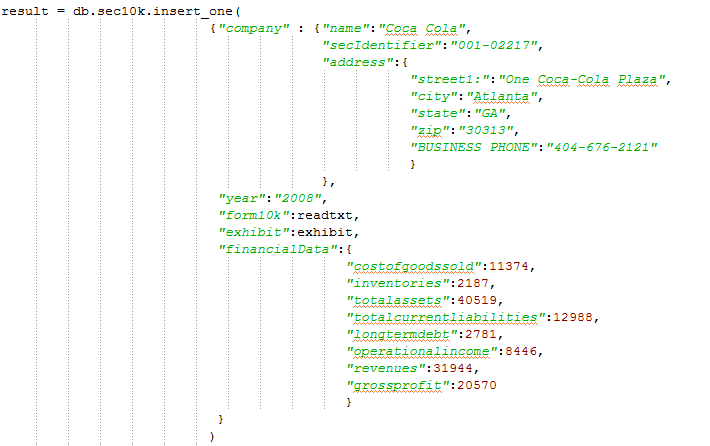 result = db.sec10k.insert_one(
{"company" : {"name":"Coca Cola",
"secIdentifier":"001-02217",
"address":{
"street1:":"One Coca-Cola Plaza",
"city":"Atlanta",
"state":"GA",
"zip":"30313",
"BUSINESS PHONE":"404-676-2121"
}
},
"year":"2008",
"form10k":readtxt,
"exhibit":exhibit,
"financialData":{
"costofgoodssold":11374,
"inventories":2187,
"totalassets":40519,
"totalcurrentliabilities":12988,
"longtermdebt":2781,
"operationalincome":8446,
"revenues":31944,
"grossprofit":20570
}
}
)